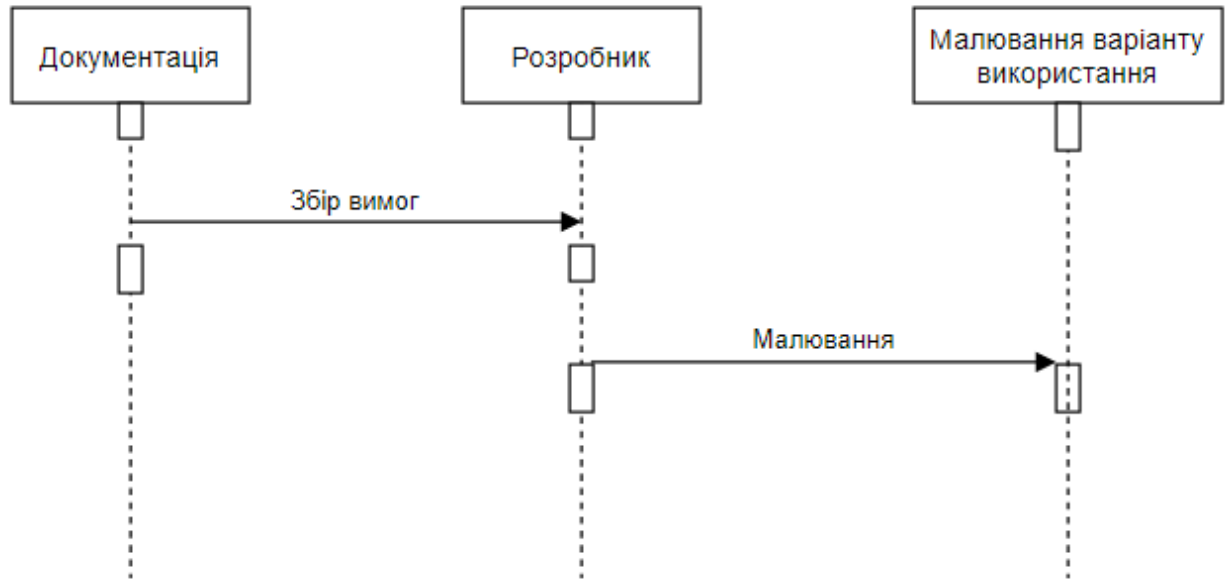 Документація
Розробник
Малювання варіанту
використання
Збір вимог
Малювання